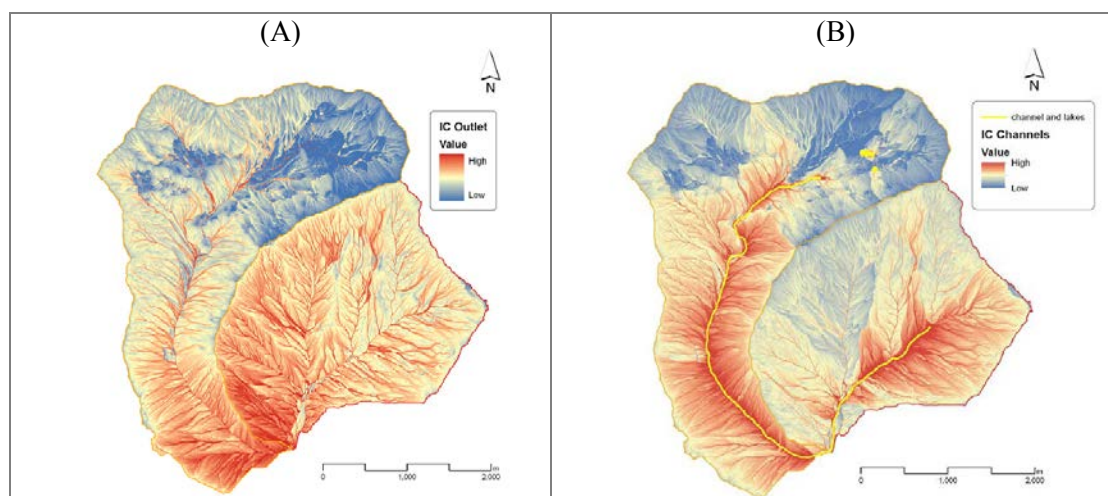 (A)
N
IC Outlet
Value
High
Low
m
0 1,000 2,000
(B)
N
channel and lakes
IC Channels
Value
High
Low
m
0 1,000 2,000